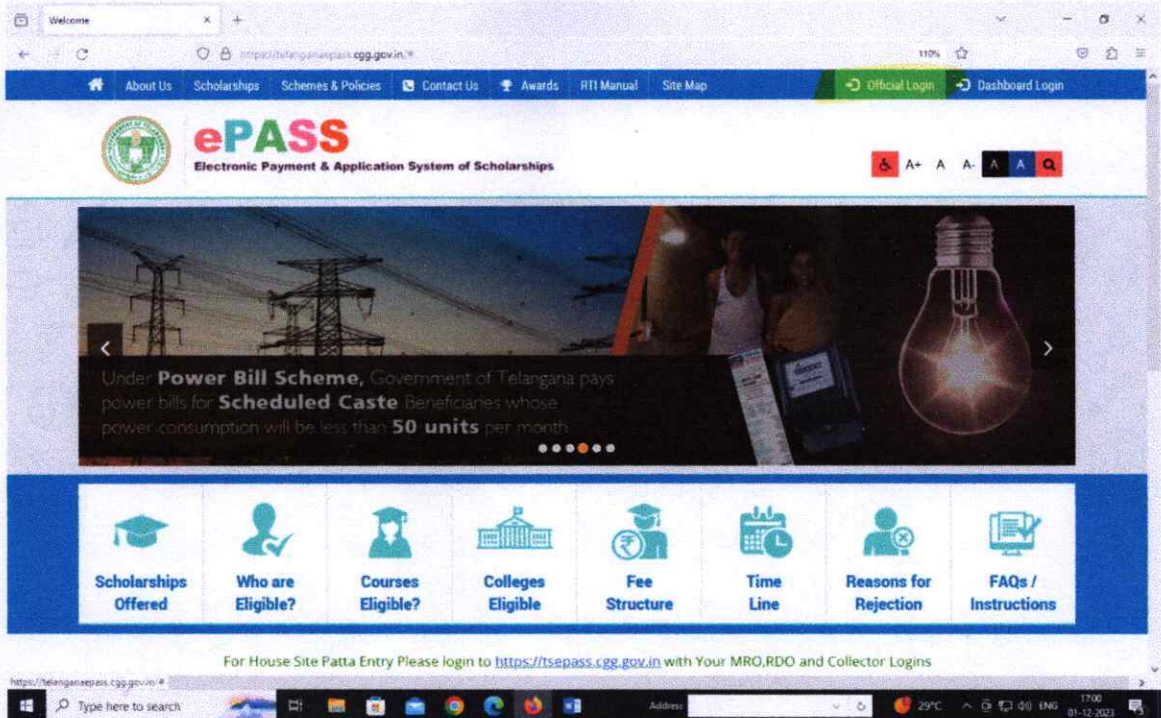 Welcome
https://telanganaepass.cgg.gov.in/#
110%
About Us Scholarships Schemes & Policies Contact Us Awards RTI Manual Site Map Official Login Dashboard Login
ePASS
Electronic Payment & Application System of Scholarships
A+ A A- A A
Under Power Bill Scheme, Government of Telangana pays
power bills for Scheduled Caste Beneficiaries whose
power consumption will be less than 50 units per month
Scholarships Offered
Who are Eligible?
Courses Eligible?
Colleges Eligible
Fee Structure
Time Line
Reasons for Rejection
FAQs / Instructions
For House Site Patta Entry Please login to https://tsepass.cgg.gov.in with Your MRO,RDO and Collector Logins
https://telanganaepass.cgg.gov.in/#
Type here to search
Address
29°C
ENG
17:00
01-12-2023